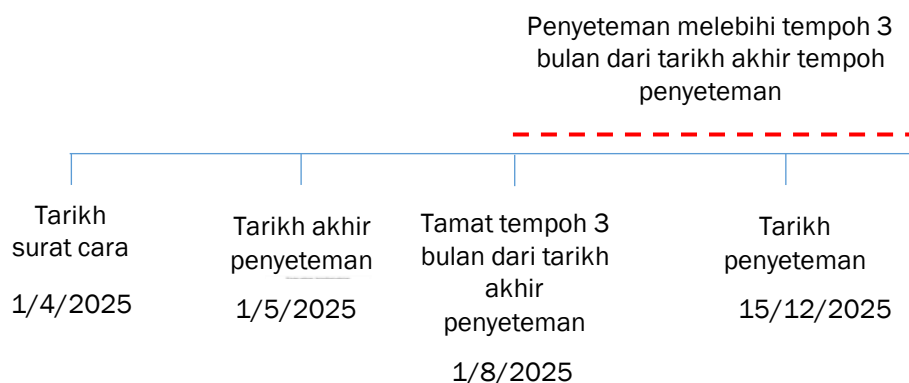 Penyeteman melebihi tempoh 3
bulan dari tarikh akhir tempoh
penyeteman
Tarikh
surat cara
1/4/2025
Tarikh akhir
penyeteman
1/5/2025
Tamat tempoh 3
bulan dari tarikh
akhir
penyeteman
1/8/2025
Tarikh
penyeteman
15/12/2025